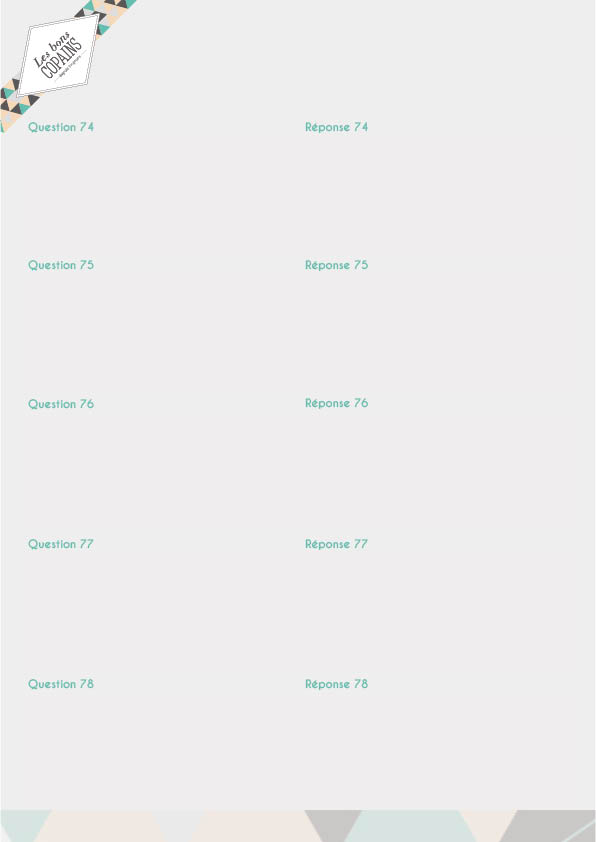 Les bons
COPAINS
Question 74
Réponse 74
Question 75
Réponse 75
Question 76
Réponse 76
Question 77
Réponse 77
Question 78
Réponse 78